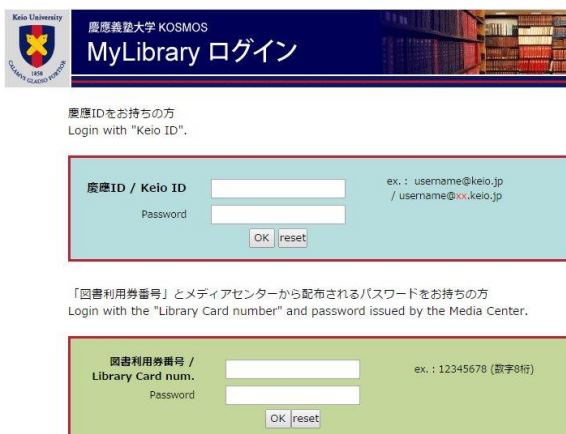 Keio University
1858
CALAMVS GLADIO FORTIOR
慶應義塾大学 KOSMOS
MyLibrary ログイン
慶應IDをお持ちの方
Login with "Keio ID".
慶應ID / Keio ID
ex. : username@keio.jp
/ username@xx.keio.jp
Password
OK reset
「図書利用券番号」とメディアセンターから配布されるパスワードをお持ちの方
Login with the "Library Card number" and password issued by the Media Center.
図書利用券番号 /
Library Card num.
ex. : 12345678 (数字8桁)
Password
OK reset